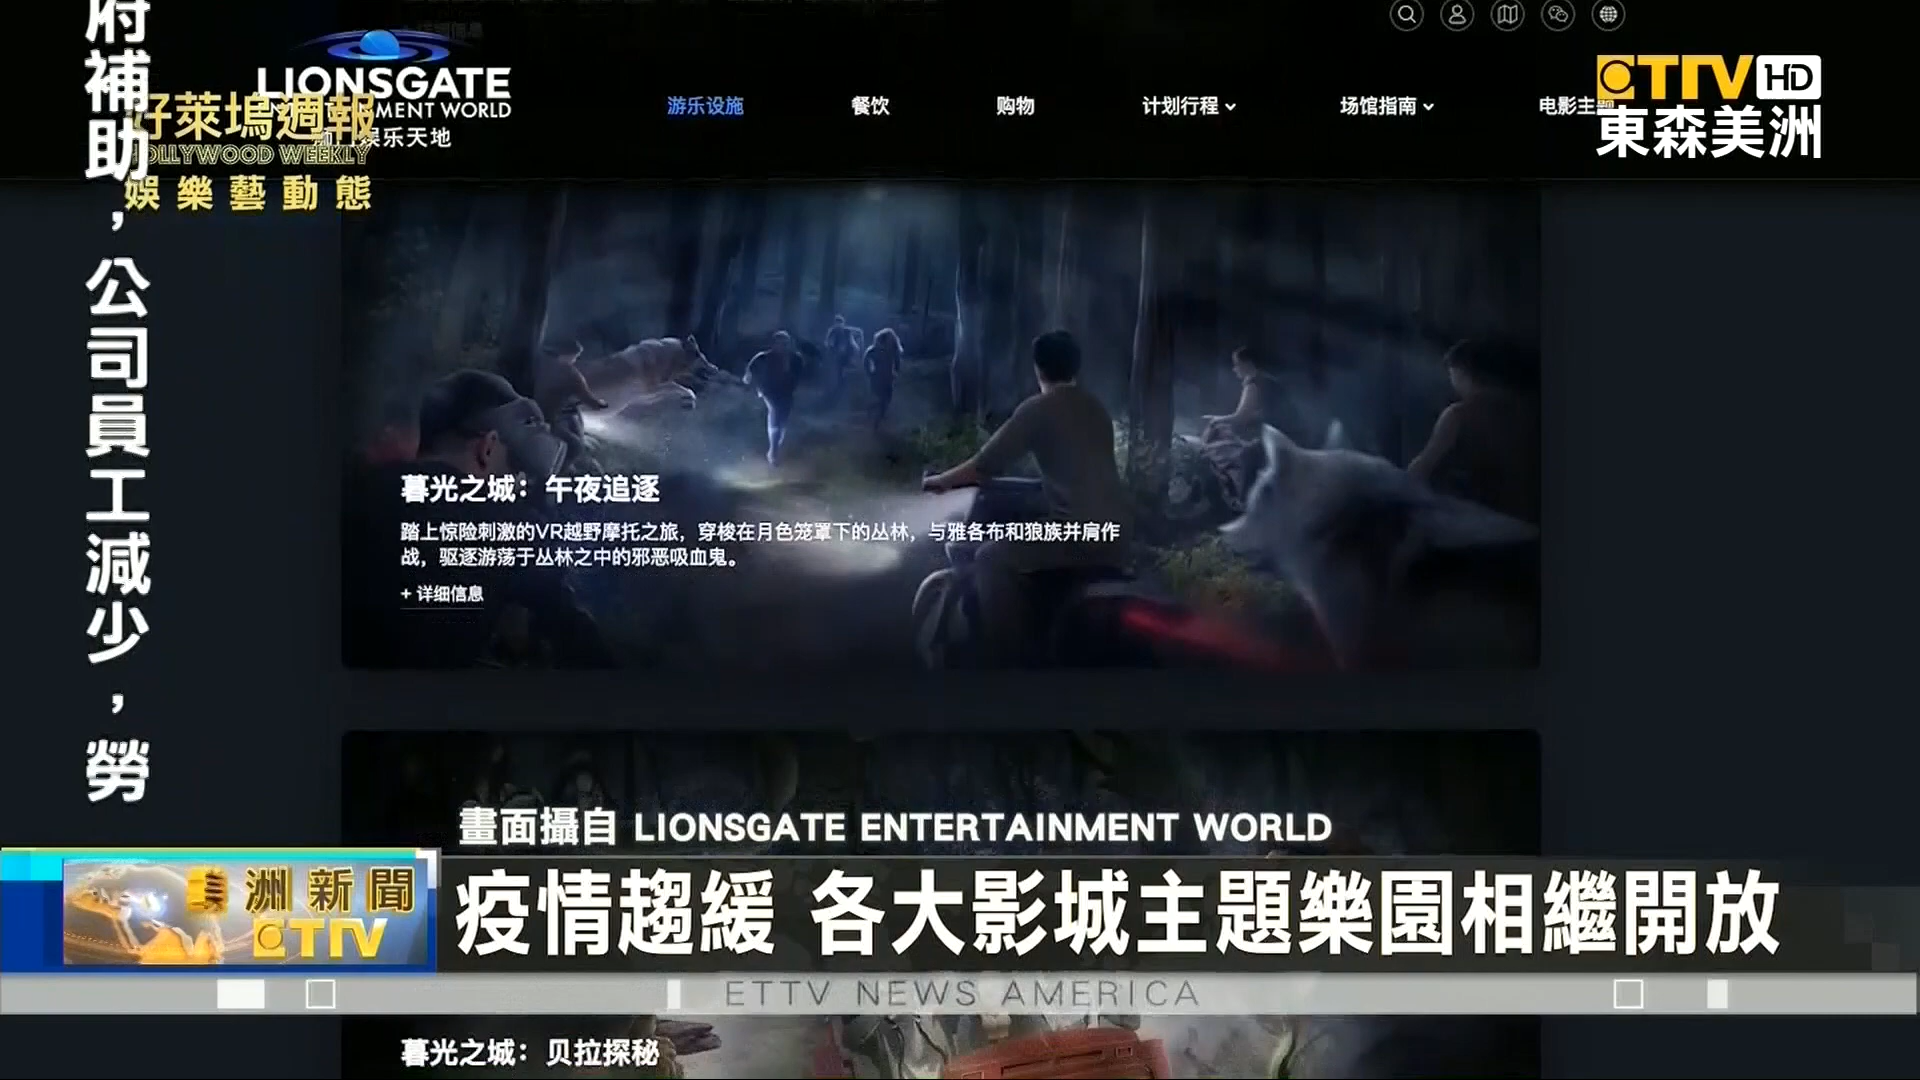 府補助，公司員工減少，勞
LIONSGATE
ENTERTAINMENT WORLD
狮门娱乐天地
好萊塢週報
HOLLYWOOD WEEKLY
娛樂藝動態
游乐设施
餐饮
购物
计划行程
场馆指南
电影主题
ETTV HD
東森美洲
暮光之城：午夜追逐
踏上惊险刺激的VR越野摩托之旅，穿梭在月色笼罩下的丛林，与雅各布和狼族并肩作
战，驱逐游荡于丛林之中的邪恶吸血鬼。
+ 详细信息
畫面攝自 LIONSGATE ENTERTAINMENT WORLD
美洲新聞
ETTV
疫情趨緩 各大影城主題樂園相繼開放
ETTV NEWS AMERICA
暮光之城：贝拉探秘